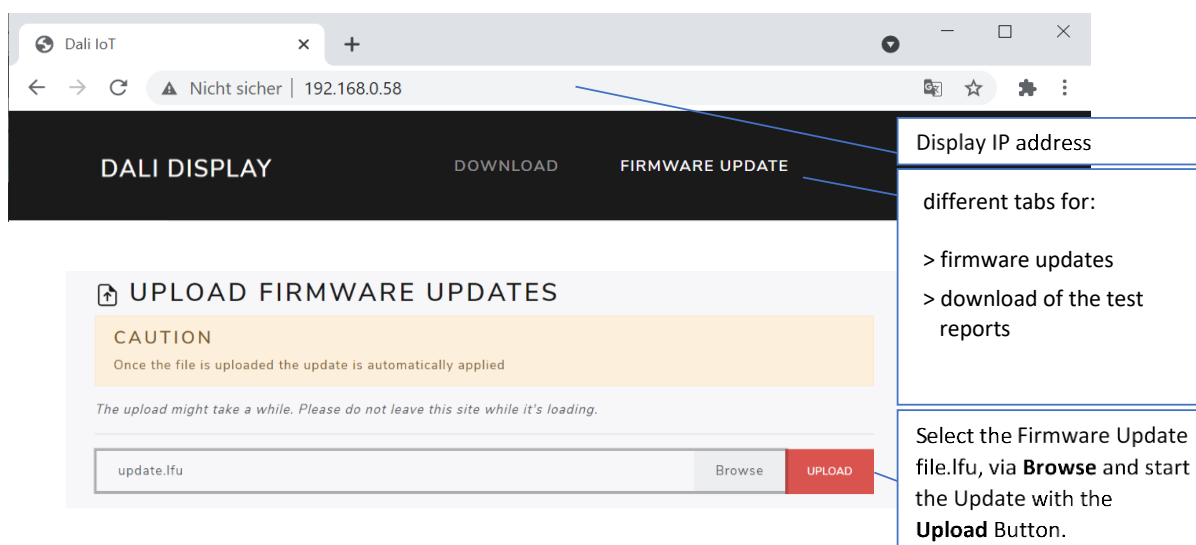 Dali IoT
Nicht sicher | 192.168.0.58
Display IP address
DALI DISPLAY
DOWNLOAD
FIRMWARE UPDATE
different tabs for:
> firmware updates
> download of the test
reports
UPLOAD FIRMWARE UPDATES
CAUTION
Once the file is uploaded the update is automatically applied
The upload might take a while. Please do not leave this site while it's loading.
update.lfu
Browse
UPLOAD
Select the Firmware Update
file.lfu, via Browse and start
the Update with the
Upload Button.